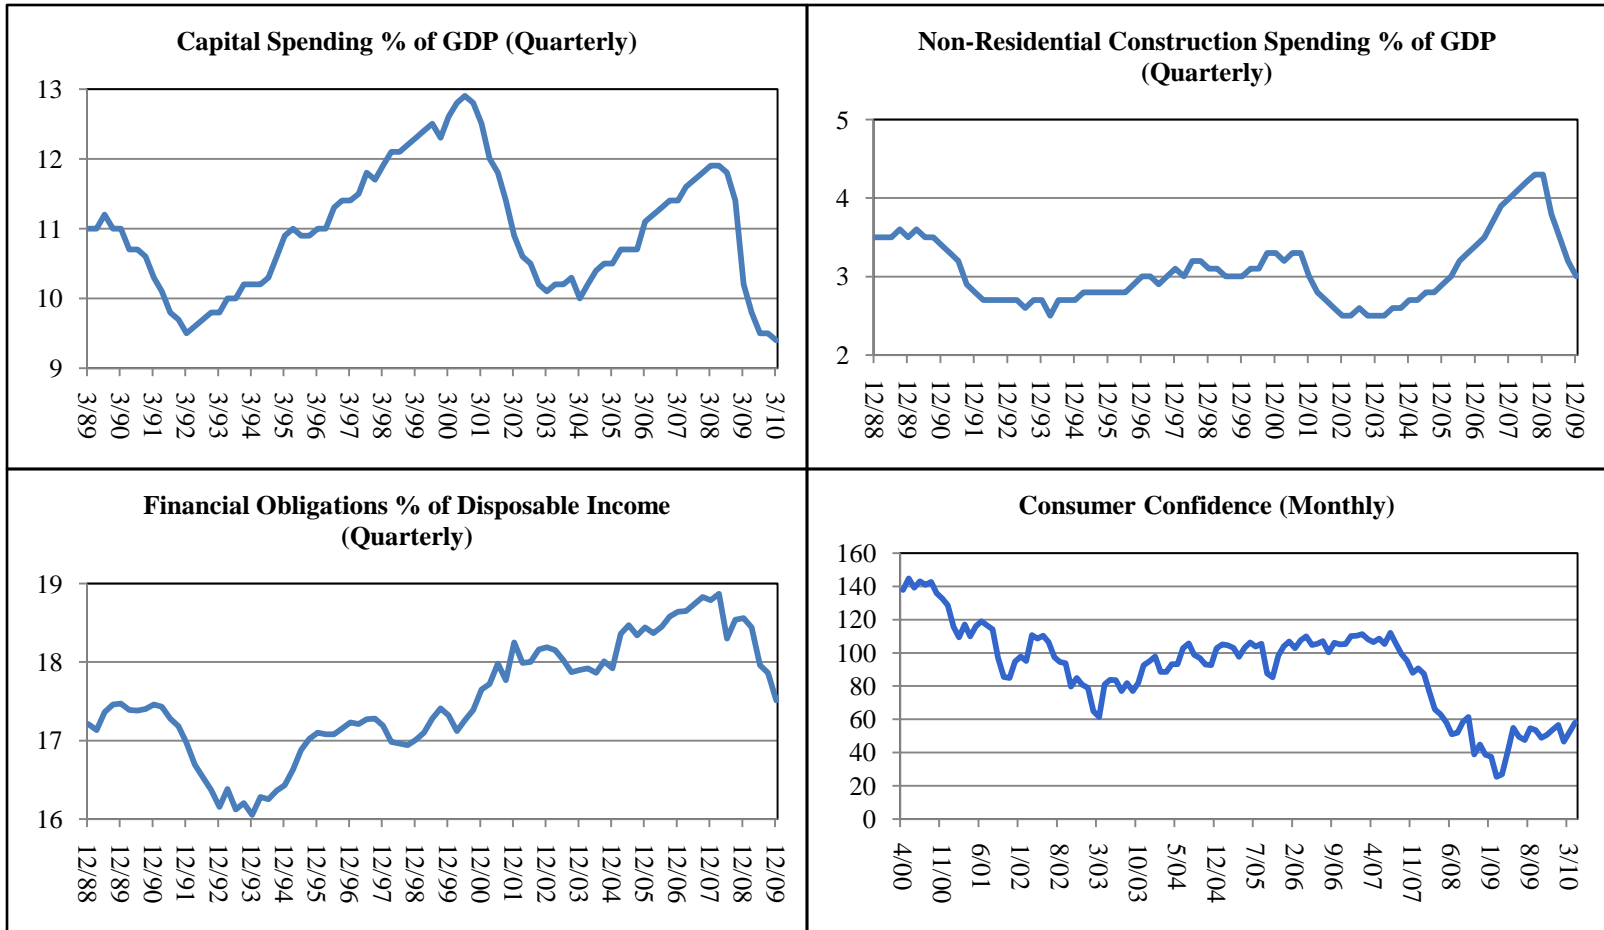 Capital Spending % of GDP (Quarterly)
13
12
11
10
9
3/89 3/90 3/91 3/92 3/93 3/94 3/95 3/96 3/97 3/98 3/99 3/00 3/01 3/02 3/03 3/04 3/05 3/06 3/07 3/08 3/09 3/10
Non-Residential Construction Spending % of GDP
(Quarterly)
5
4
3
2
12/88 12/89 12/90 12/91 12/92 12/93 12/94 12/95 12/96 12/97 12/98 12/99 12/00 12/01 12/02 12/03 12/04 12/05 12/06 12/07 12/08 12/09
Financial Obligations % of Disposable Income
(Quarterly)
19
18
17
16
12/88 12/89 12/90 12/91 12/92 12/93 12/94 12/95 12/96 12/97 12/98 12/99 12/00 12/01 12/02 12/03 12/04 12/05 12/06 12/07 12/08 12/09
Consumer Confidence (Monthly)
160
140
120
100
80
60
40
20
0
4/00 11/00 6/01 1/02 8/02 3/03 10/03 5/04 12/04 7/05 2/06 9/06 4/07 11/07 6/08 1/09 8/09 3/10